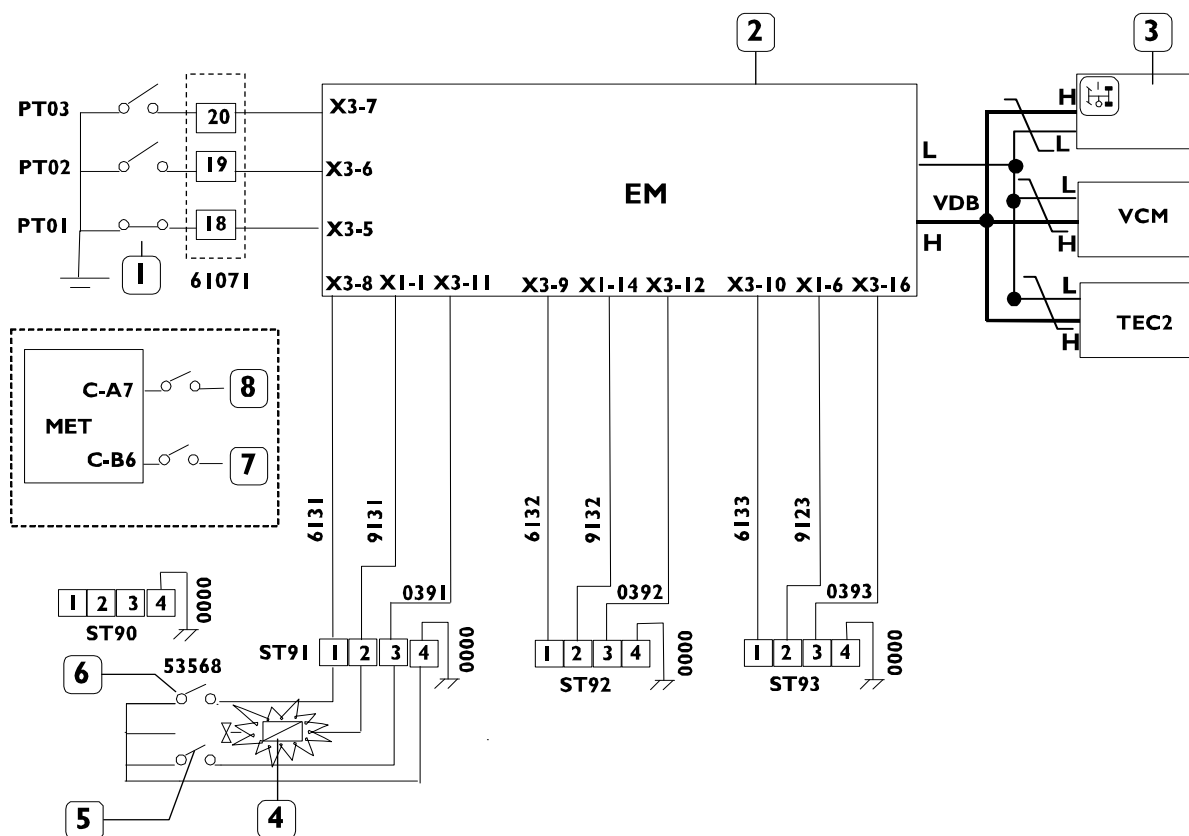 2
3
PT03
20
X3-7
H
L
PT02
19
X3-6
EM
L
VDB
L
H
VCM
PT01
18
X3-5
H
1
61071
X3-8 X1-1 X3-11
X3-9 X1-14 X3-12
X3-10 X1-6 X3-16
L
H
TEC2
C-A7
8
MET
C-B6
7
6131
9131
6132
9132
6133
9123
0391
0392
0393
1 2 3 4
0000
ST90
ST91
1 2 3 4
0000
1 2 3 4
0000
ST92
1 2 3 4
0000
ST93
6
53568
5
4